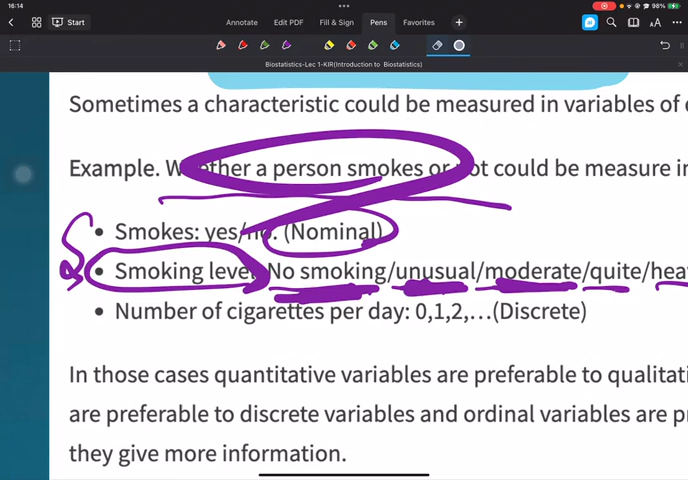 16:14
98%
Start
Annotate Edit PDF Fill & Sign Pens Favorites
Biostatistics-Lec 1-KIR(Introduction to Biostatistics)
Sometimes a characteristic could be measured in variables of
Example. Whether a person smokes or not could be measure in
• Smokes: yes/no. (Nominal)
• Smoking level: No smoking/unusual/moderate/quite/hea
• Number of cigarettes per day: 0,1,2,…(Discrete)
In those cases quantitative variables are preferable to qualitati
are preferable to discrete variables and ordinal variables are pr
they give more information.